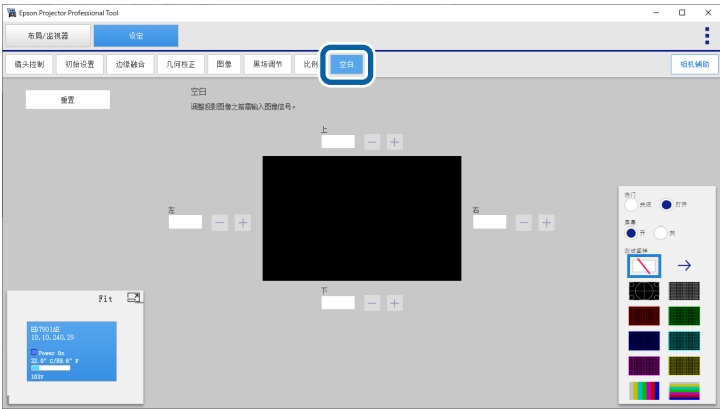 Epson Projector Professional Tool
布局/监视器
设定
镜头控制
初始设置
边缘融合
几何校正
图像
黑场调节
比例
空白
相机辅助
重置
空白
调整投影图像之前需输入图像信号。
上
左
右
下
快门
关闭
打开
屏幕
开
关
测试图样
Fit
10.10.240.29
Power On
103V